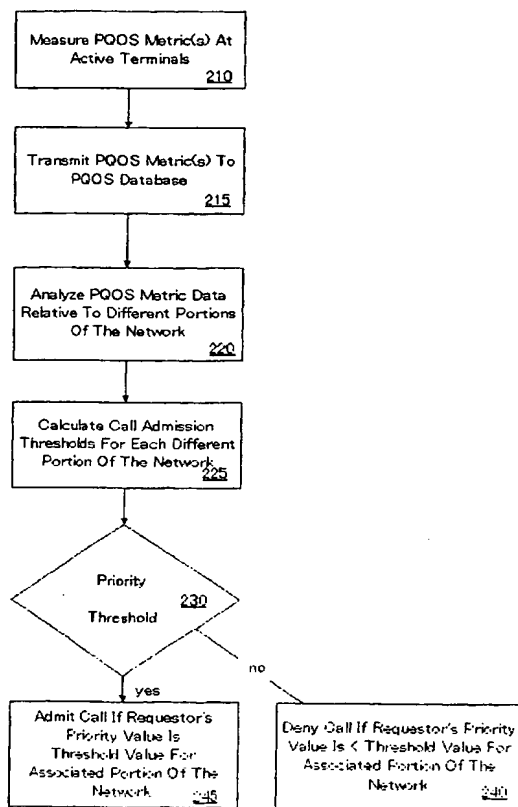 Measure PQOS Metric(s) At
Active Terminals
210
Transmit PQOS Metric(s) To
PQOS Database
215
Analyze PQOS Metric Data
Relative To Different Portions
Of The Network
220
Calculate Call Admission
Thresholds For Each Different
Portion Of The Network
225
Priority
230
Threshold
no
yes
Admit Call If Requestor's
Priority Value Is
Threshold Value For
Associated Portion Of The
Network
245
Deny Call If Requestor's Priority
Value Is < Threshold Value For
Associated Portion Of The
Network
240